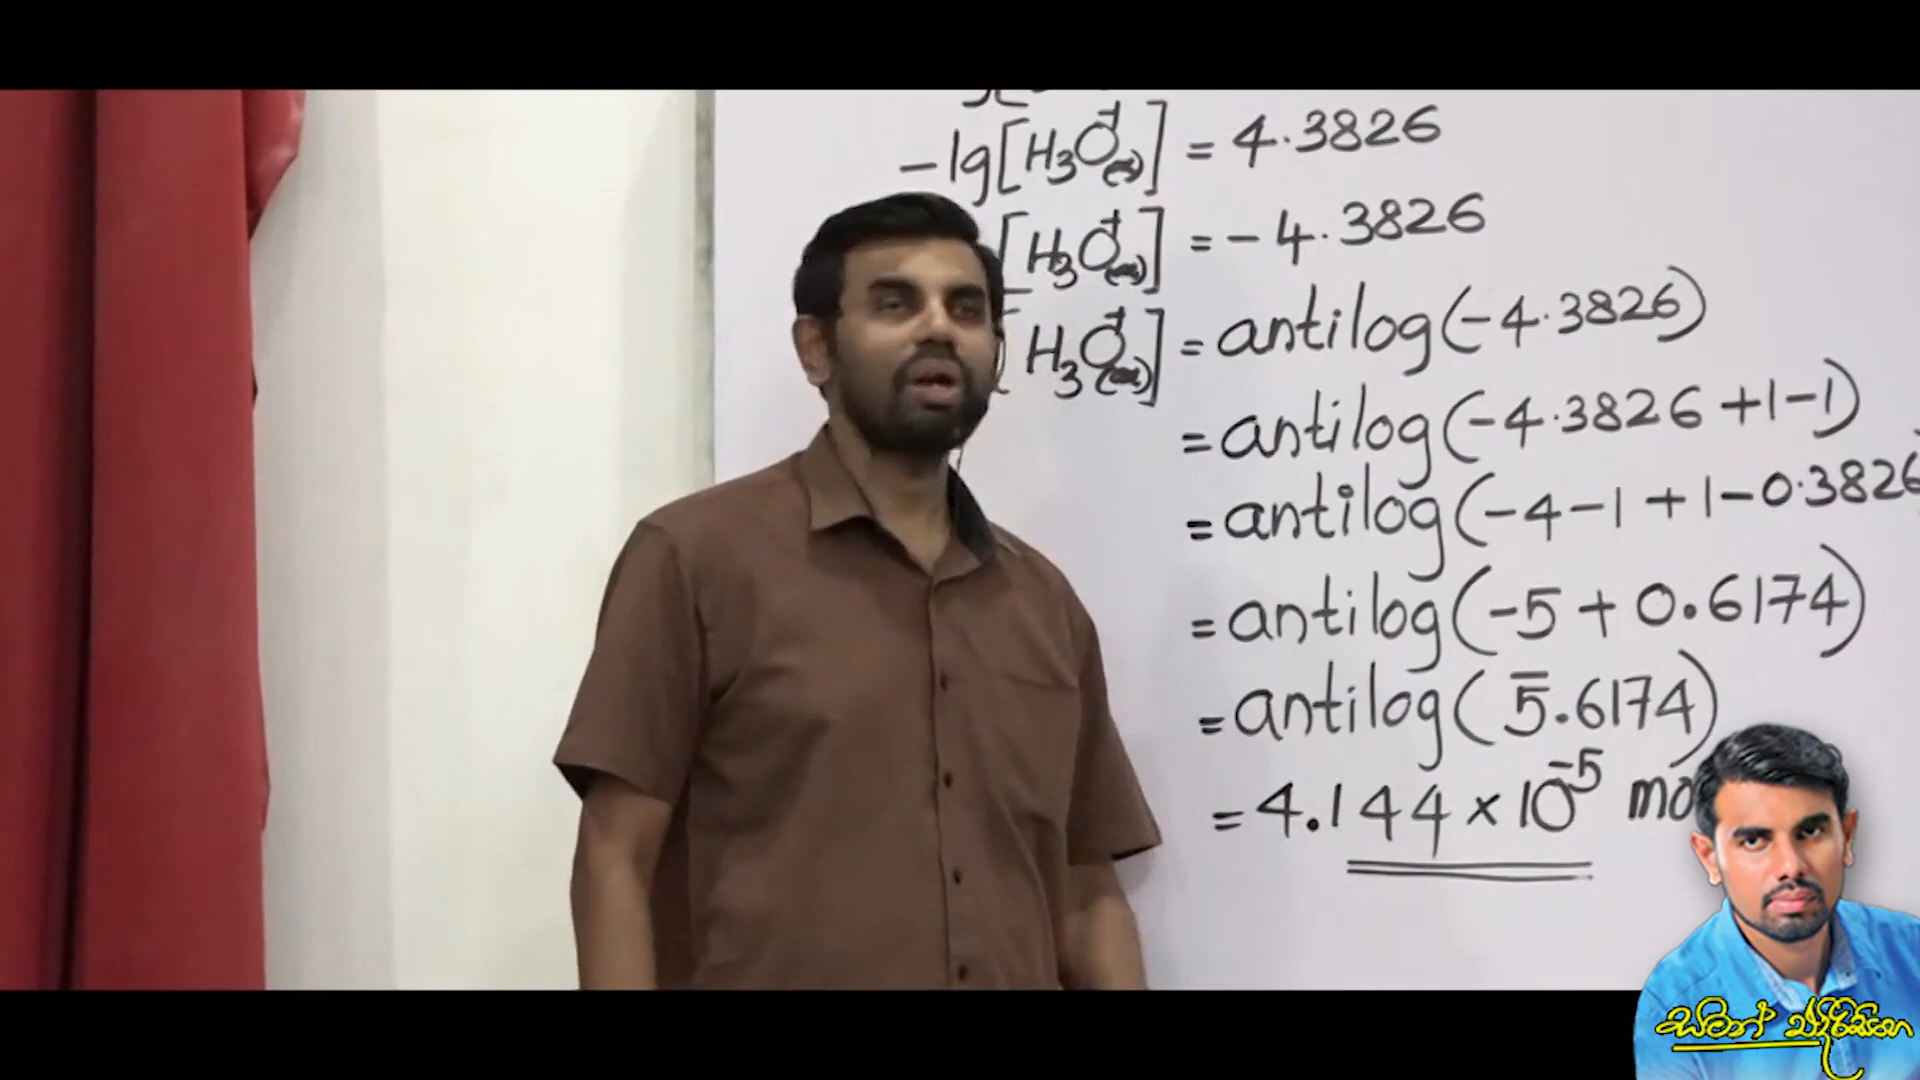 -lg[H₃O⁺(aq)] = 4.3826
[H₃O⁺(aq)] = -4.3826
[H₃O⁺(aq)] = antilog(-4.3826)
= antilog(-4.3826 +1-1)
= antilog(-4-1+1-0.3826)
= antilog(-5+0.6174)
= antilog(5̅.6174)
= 4.144×10⁻⁵ mo